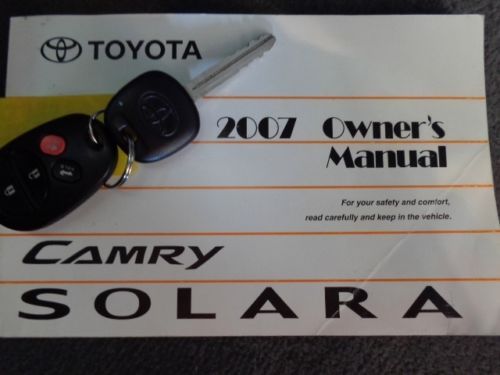 TOYOTA
2007 Owner's
Manual
For your safety and comfort,
read carefully and keep in the vehicle.
CAMRY
SOLARA